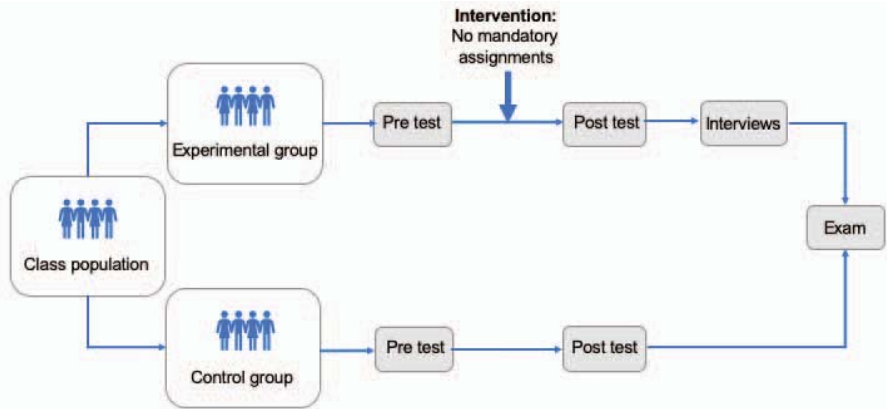 Intervention:
No mandatory
assignments
Experimental group
Pre test
Post test
Interviews
Class population
Exam
Control group
Pre test
Post test